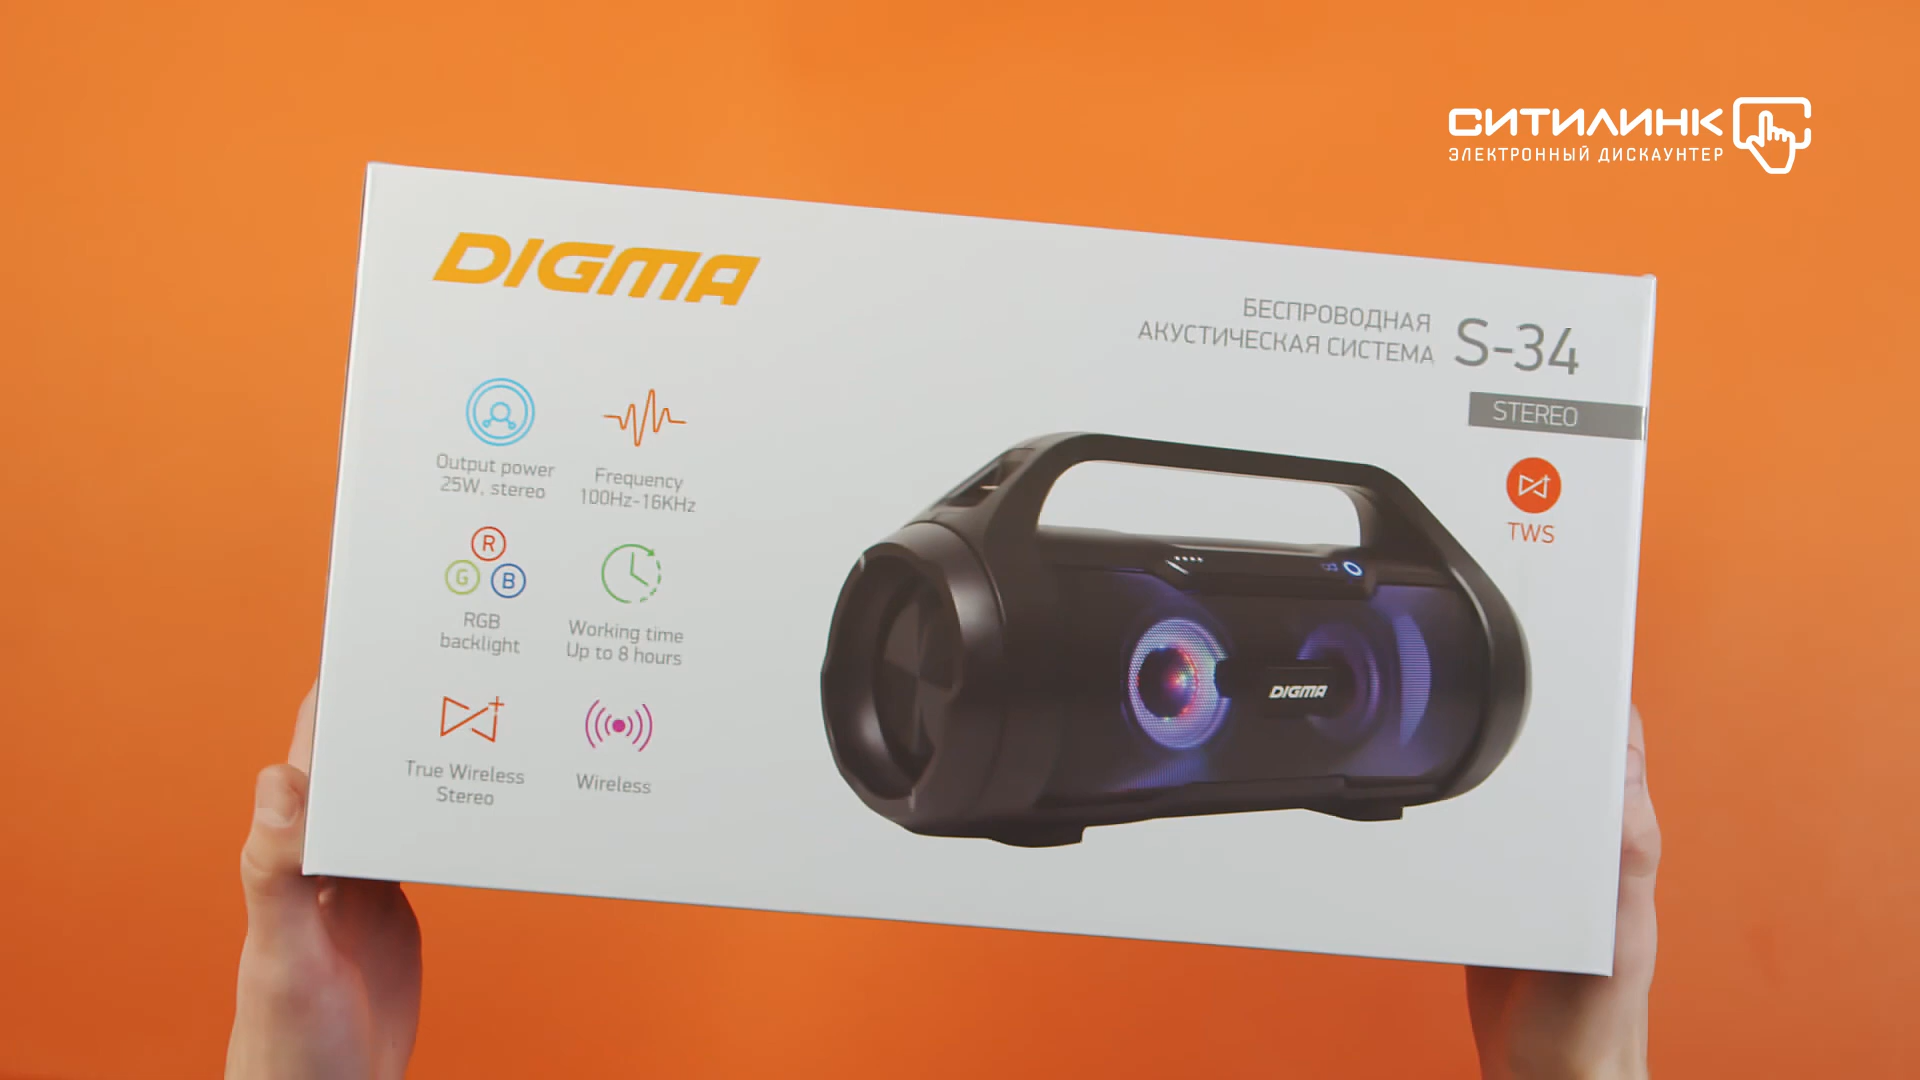 СИТИЛИНК
ЭЛЕКТРОННЫЙ ДИСКАУНТЕР
DIGMA
БЕСПРОВОДНАЯ
АКУСТИЧЕСКАЯ СИСТЕМА
S-34
STEREO
TWS
Output power
25W, stereo
Frequency
100Hz-16KHz
R
G
B
RGB
backlight
Working time
Up to 8 hours
True Wireless
Stereo
Wireless
DIGMA